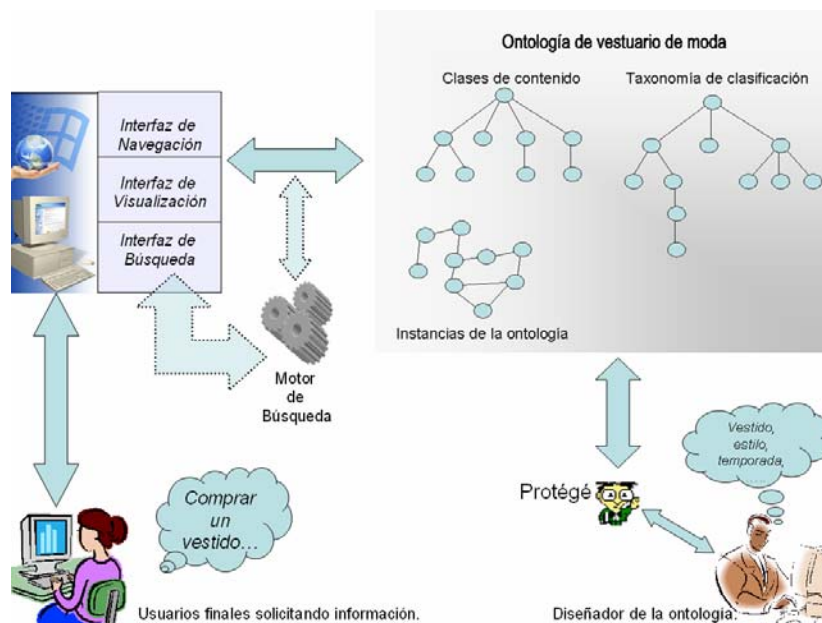 Ontología de vestuario de moda
Clases de contenido
Taxonomía de clasificación
Interfaz de
Navegación
Interfaz de
Visualización
Interfaz de
Búsqueda
Instancias de la ontología
Motor
de
Búsqueda
Vestido,
estilo,
temporada,
.....
Protégé
Comprar
un
vestido...
Usuarios finales solicitando información.
Diseñador de la ontología.